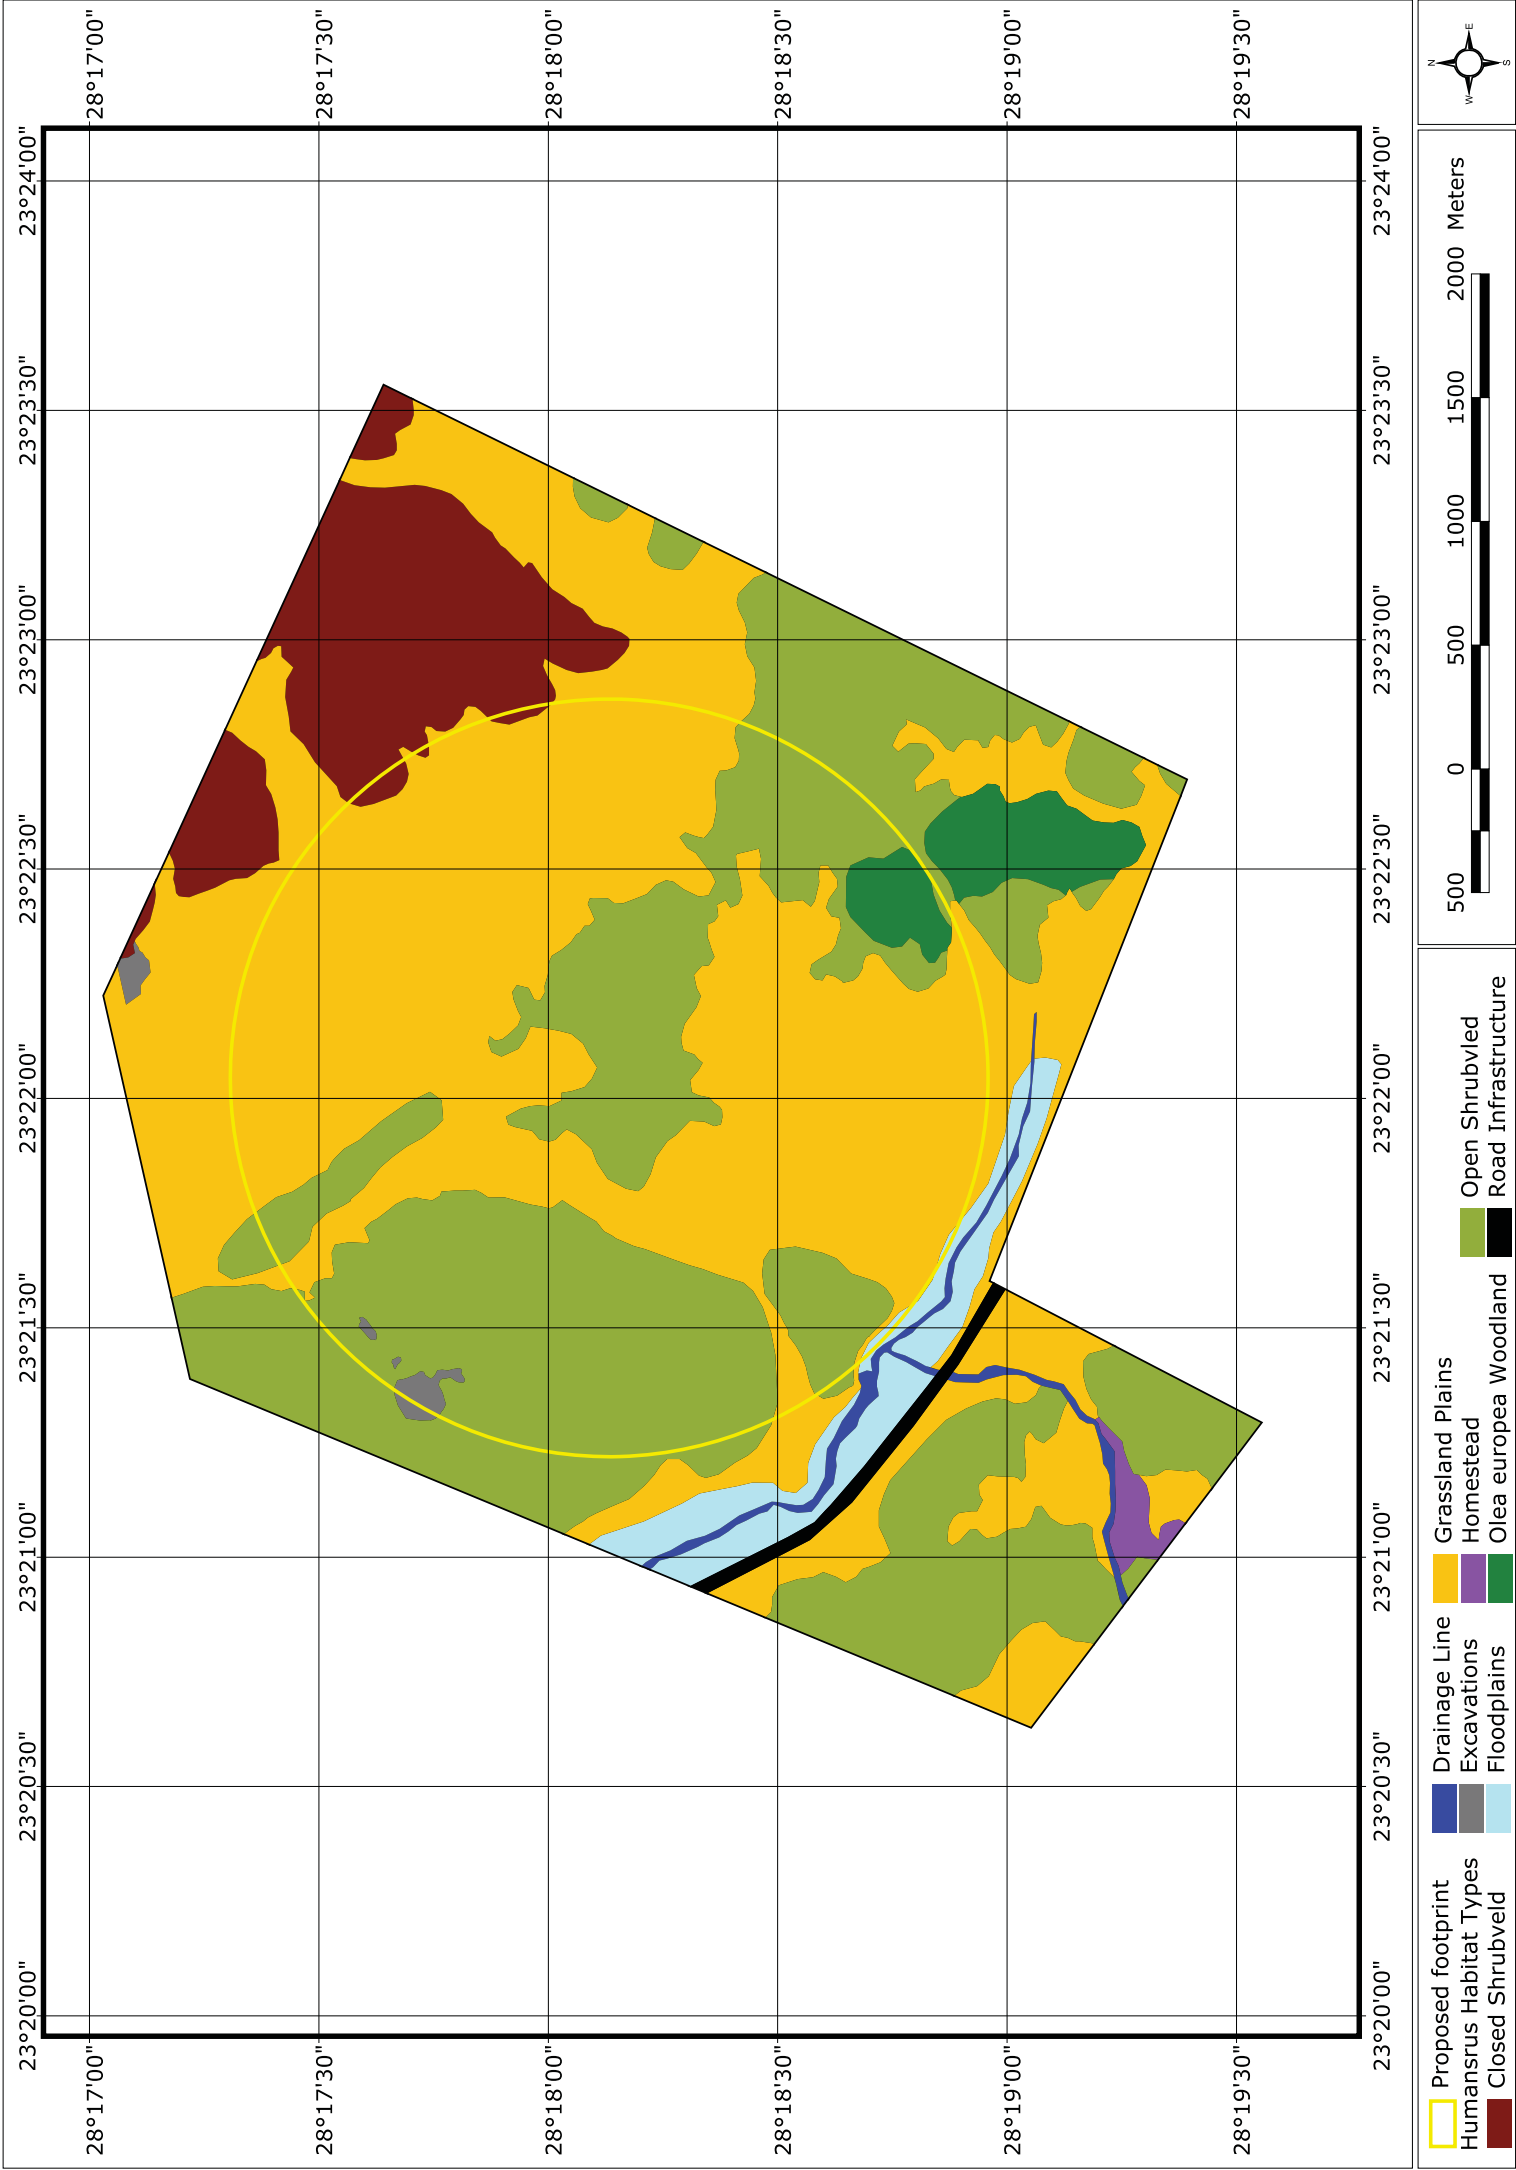 23°20'00" 23°20'30" 23°21'00" 23°21'30" 23°22'00" 23°22'30" 23°23'00" 23°23'30" 23°24'00"
28°17'00" 28°17'00"
28°17'30" 28°17'30"
28°18'00" 28°18'00"
28°18'30" 28°18'30"
28°19'00" 28°19'00"
28°19'30" 28°19'30"
23°20'00" 23°20'30" 23°21'00" 23°21'30" 23°22'00" 23°22'30" 23°23'00" 23°23'30" 23°24'00"
Proposed footprint
Humansrus Habitat Types
Closed Shrubveld
Drainage Line
Excavations
Floodplains
Grassland Plains
Homestead
Olea europea Woodland
Open Shrubvled
Road Infrastructure
500 0 500 1000 1500 2000 Meters
N
W E
S